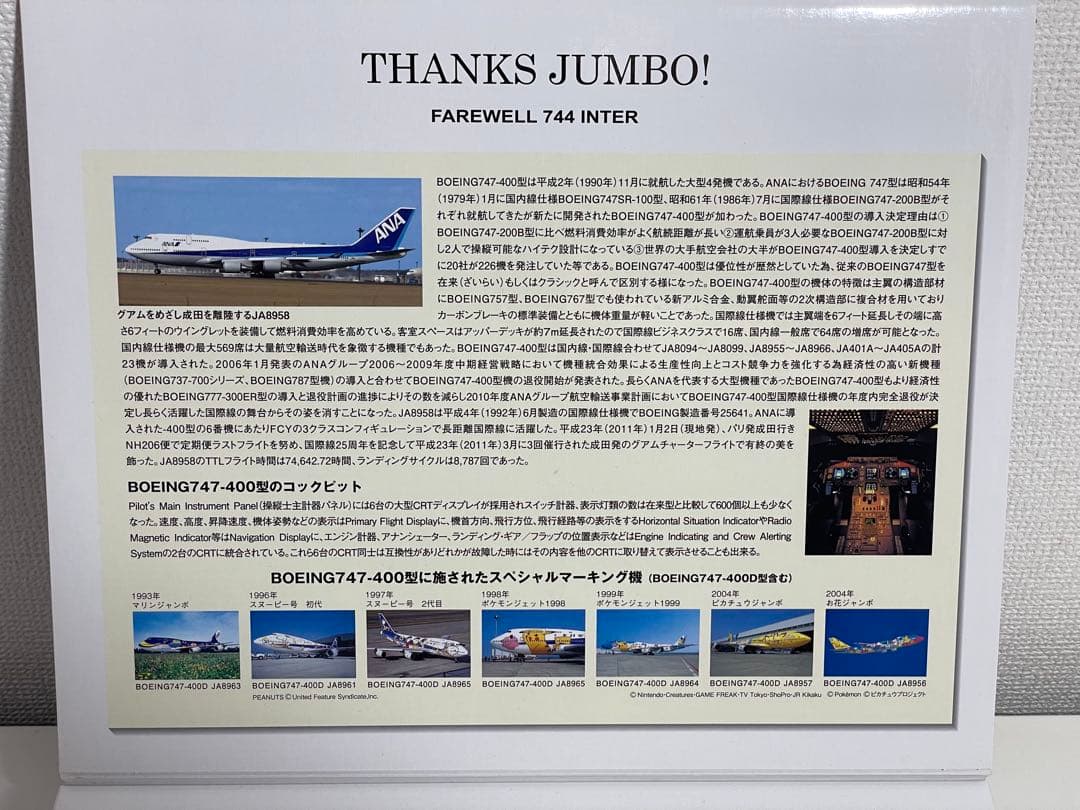 THANKS JUMBO!
FAREWELL 744 INTER
BOEING747-400型は平成2年(1990年)11月に就航した大型4発機である。ANAにおけるBOEING 747型は昭和54年
(1979年)1月に国内線仕様BOEING747SR-100型、昭和61年(1986年)7月に国際線仕様BOEING747-200B型がそ
れぞれ就航してきたが新たに開発されたBOEING747-400型が加わった。BOEING747-400型の導入決定理由は①
BOEING747-200B型に比べ燃料消費効率がよく航続距離が長い②運航乗員が3人必要なBOEING747-200B型に対
し2人で操縦可能なハイテク設計になっている③世界の大手航空会社の大半がBOEING747-400型導入を決定しすで
に20社が226機を発注していた等である。BOEING747-400型は優位性が歴然としていた為、従来のBOEING747型を
在来(ざいらい)もしくはクラシックと呼んで区別する様になった。BOEING747-400型の機体の特徴は主翼の構造部材
にBOEING757型、BOEING767型でも使われている新アルミ合金、動翼舵面等の2次構造部に複合材を用いており
カーボンブレーキの標準装備とともに機体重量が軽いことであった。国際線仕様機では主翼端を6フィート延長しその端に高
グアムをめざし成田を離陸するJA8958
さ6フィートのウイングレットを装備して燃料消費効率を高めている。客室スペースはアッパーデッキが約7m延長されたので国際線ビジネスクラスで16席、国内線一般席で64席の増席が可能となった。
国内線仕様機の最大569席は大量航空輸送時代を象徴する機種でもあった。BOEING747-400型は国内線・国際線合わせてJA8094〜JA8099、JA8955〜JA8966、JA401A〜JA405Aの計
23機が導入された。2006年1月発表のANAグループ2006〜2009年度中期経営戦略において機種統合効果による生産性向上とコスト競争力を強化する為経済性の高い新機種
(BOEING737-700シリーズ、BOEING787型機)の導入と合わせてBOEING747-400型機の退役開始が発表された。長らくANAを代表する大型機種であったBOEING747-400型もより経済性
の優れたBOEING777-300ER型の導入と退役計画の進捗によりその数を減らし2010年度ANAグループ航空輸送事業計画においてBOEING747-400型国際線仕様機の年度内完全退役が決
定し長らく活躍した国際線の舞台からその姿を消すことになった。JA8958は平成4年(1992年)6月製造の国際線仕様機でBOEING製造番号25641。ANAに導
入された-400型の6番機にあたりFCYの3クラスコンフィギュレーションで長距離国際線に活躍した。平成23年(2011年)1月2日(現地発)、パリ発成田行き
NH206便で定期便ラストフライトを努め、国際線25周年を記念して平成23年(2011年)3月に3回催行された成田発のグアムチャーターフライトで有終の美を
飾った。JA8958のTTLフライト時間は74,642.72時間、ランディングサイクルは8,787回であった。
BOEING747-400型のコックピット
Pilot's Main Instrument Panel(操縦士主計器パネル)には6台の大型CRTディスプレイが採用されスイッチ計器、表示灯類の数は在来型と比較して600個以上も少なく
なった。速度、高度、昇降速度、機体姿勢などの表示はPrimary Flight Displayに、機首方向、飛行方位、飛行経路等の表示をするHorizontal Situation IndicatorやRadio
Magnetic Indicator等はNavigation Displayに、エンジン計器、アナンシェーター、ランディング・ギア/フラップの位置表示などはEngine Indicating and Crew Alerting
Systemの2台のCRTに統合されている。これら6台のCRT同士は互換性がありどれかが故障した時にはその内容を他のCRTに取り替えて表示させることも出来る。
BOEING747-400型に施されたスペシャルマーキング機(BOEING747-400D型含む)
1993年
マリンジャンボ
BOEING747-400D JA8963
1996年
スヌーピー号 初代
BOEING747-400D JA8961
1997年
スヌーピー号 2代目
BOEING747-400D JA8965
1998年
ポケモンジェット1998
BOEING747-400D JA8965
1999年
ポケモンジェット1999
BOEING747-400D JA8964
2004年
ピカチュウジャンボ
BOEING747-400D JA8957
2004年
お花ジャンボ
BOEING747-400D JA8956
PEANUTS ©United Feature Syndicate,Inc.
©Nintendo・Creatures・GAME FREAK・TV Tokyo・ShoPro・JR Kikaku ©Pokémon ©ピカチュウプロジェクト
ANA